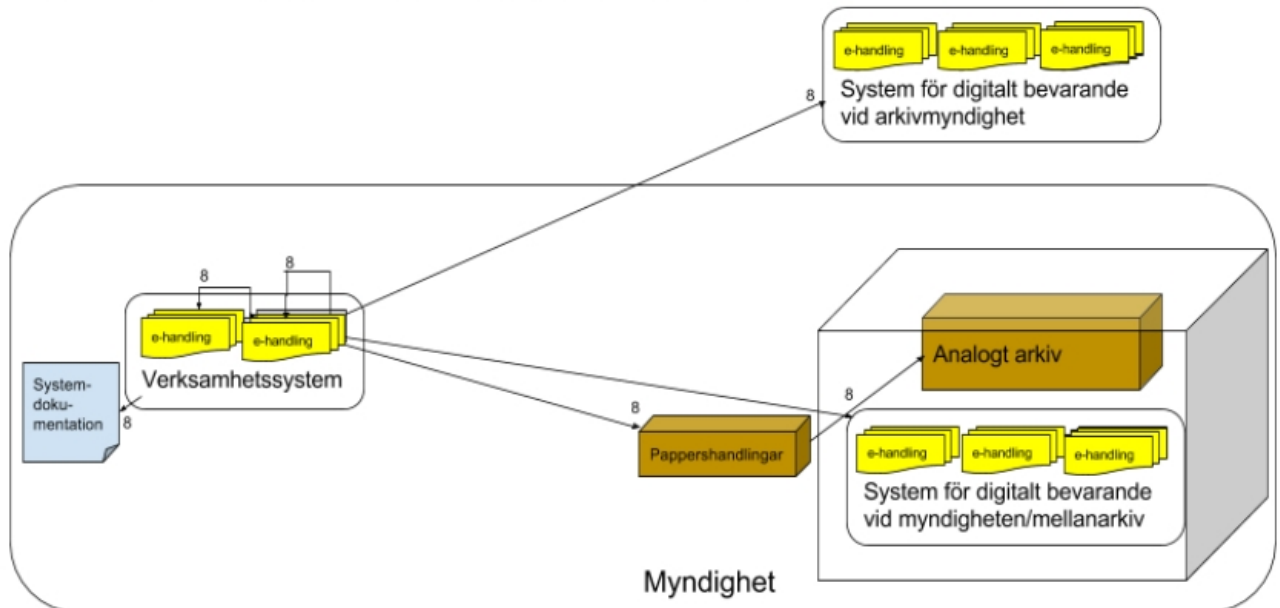 e-handling
e-handling
e-handling
System för digitalt bevarande
vid arkivmyndighet
8
8
8
e-handling
e-handling
Verksamhetssystem
System-
doku-
mentation
8
8
Pappershandlingar
8
Analogt arkiv
e-handling
e-handling
e-handling
System för digitalt bevarande
vid myndigheten/mellanarkiv
Myndighet